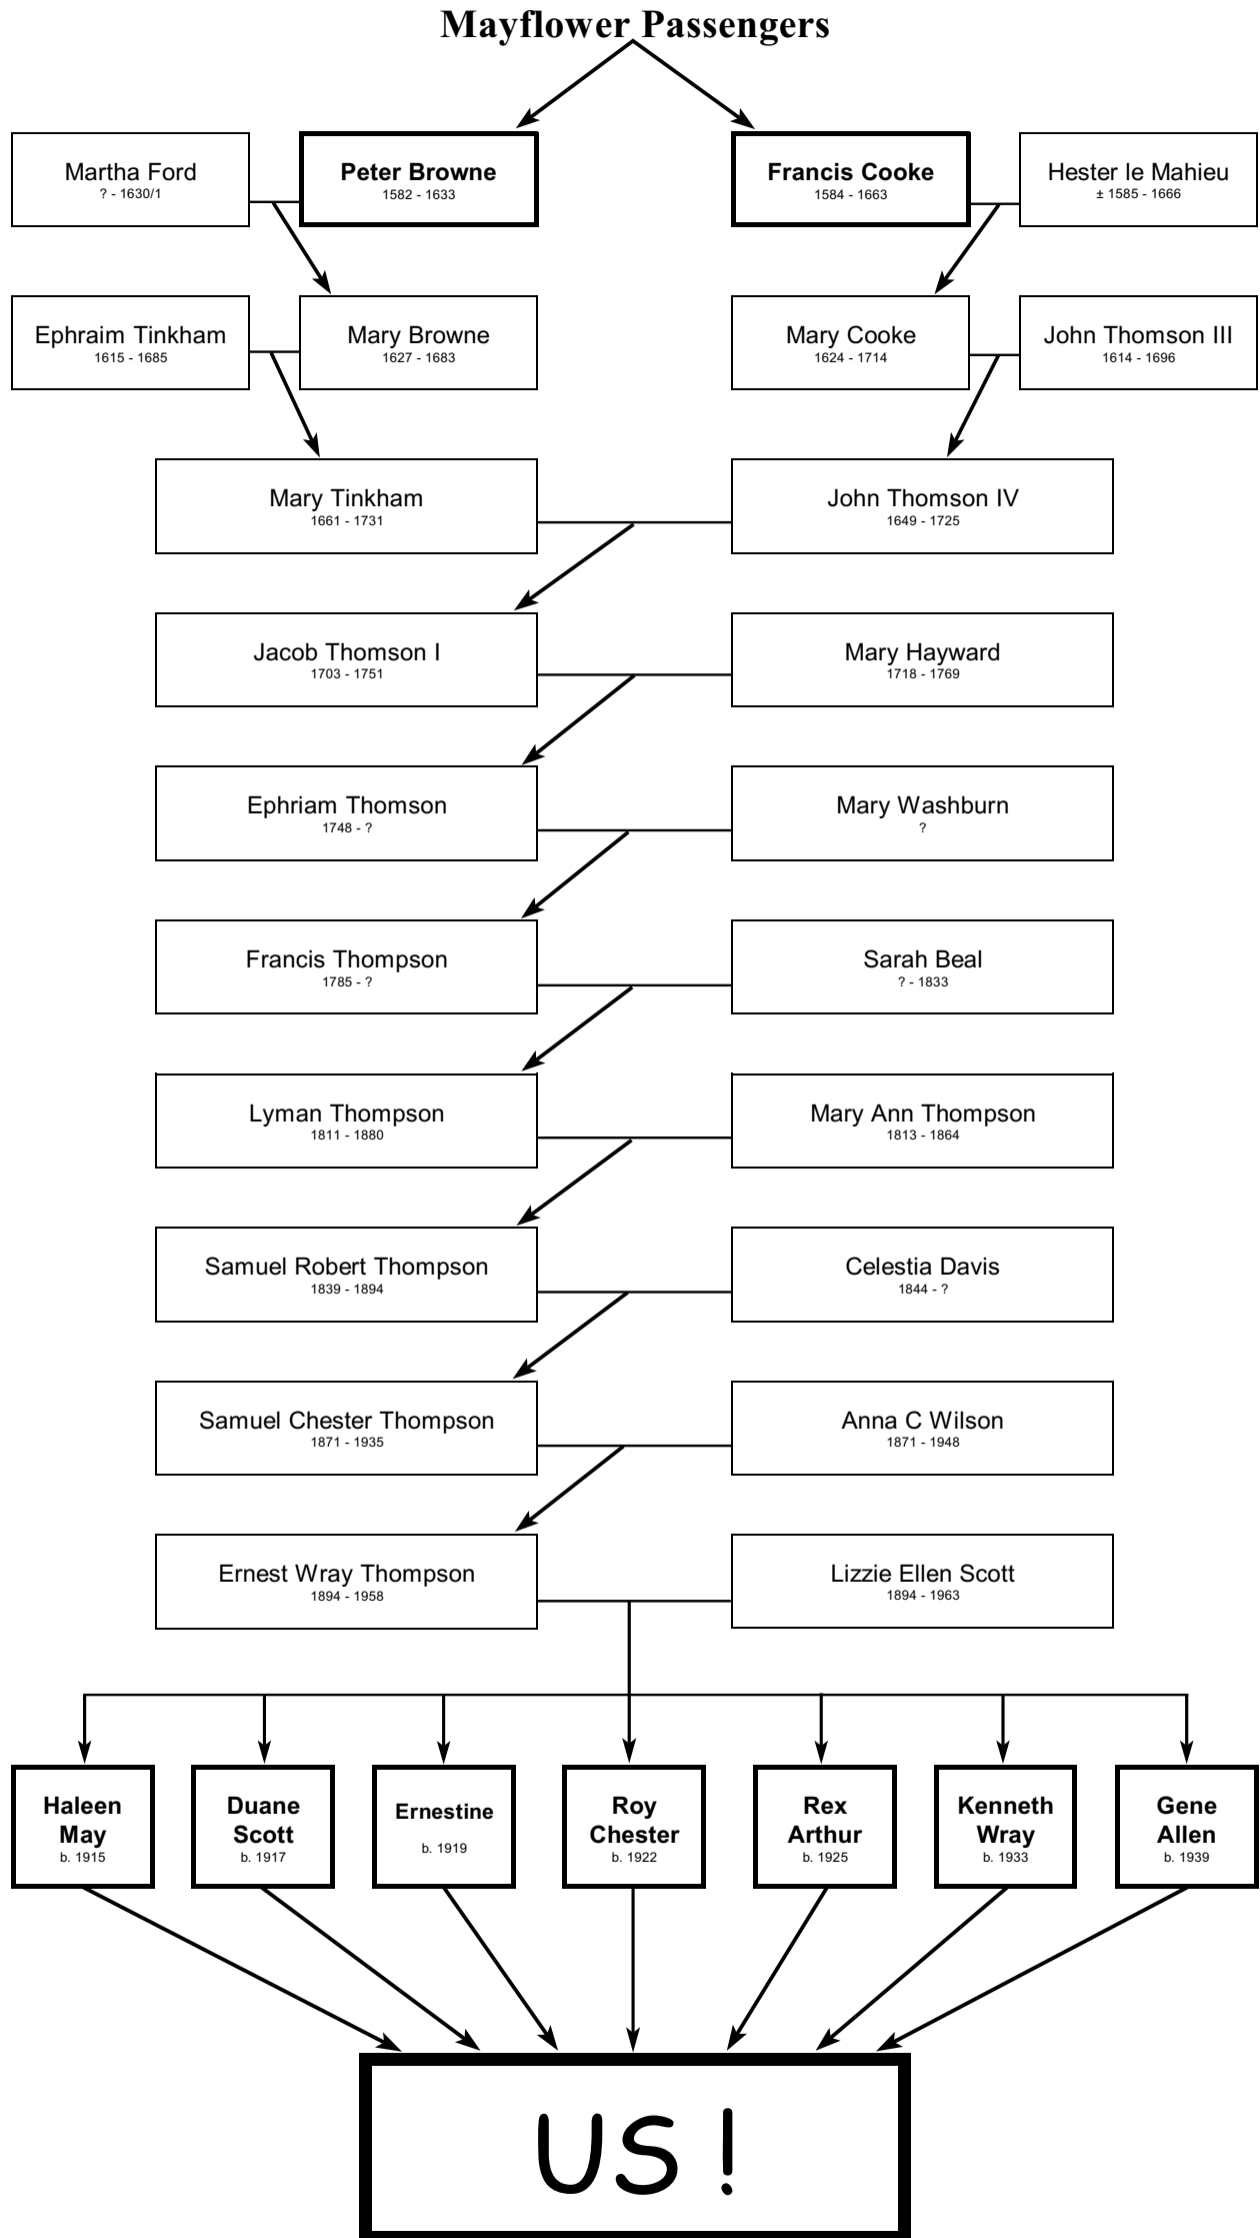 Mayflower Passengers
Martha Ford
? - 1630/1
Peter Browne
1582 - 1633
Francis Cooke
1584 - 1663
Hester le Mahieu
± 1585 - 1666
Ephraim Tinkham
1615 - 1685
Mary Browne
1627 - 1683
Mary Cooke
1624 - 1714
John Thomson III
1614 - 1696
Mary Tinkham
1661 - 1731
John Thomson IV
1649 - 1725
Jacob Thomson I
1703 - 1751
Mary Hayward
1718 - 1769
Ephriam Thomson
1748 - ?
Mary Washburn
?
Francis Thompson
1785 - ?
Sarah Beal
? - 1833
Lyman Thompson
1811 - 1880
Mary Ann Thompson
1813 - 1864
Samuel Robert Thompson
1839 - 1894
Celestia Davis
1844 - ?
Samuel Chester Thompson
1871 - 1935
Anna C Wilson
1871 - 1948
Ernest Wray Thompson
1894 - 1958
Lizzie Ellen Scott
1894 - 1963
Haleen
May
b. 1915
Duane
Scott
b. 1917
Ernestine
b. 1919
Roy
Chester
b. 1922
Rex
Arthur
b. 1925
Kenneth
Wray
b. 1933
Gene
Allen
b. 1939
US !